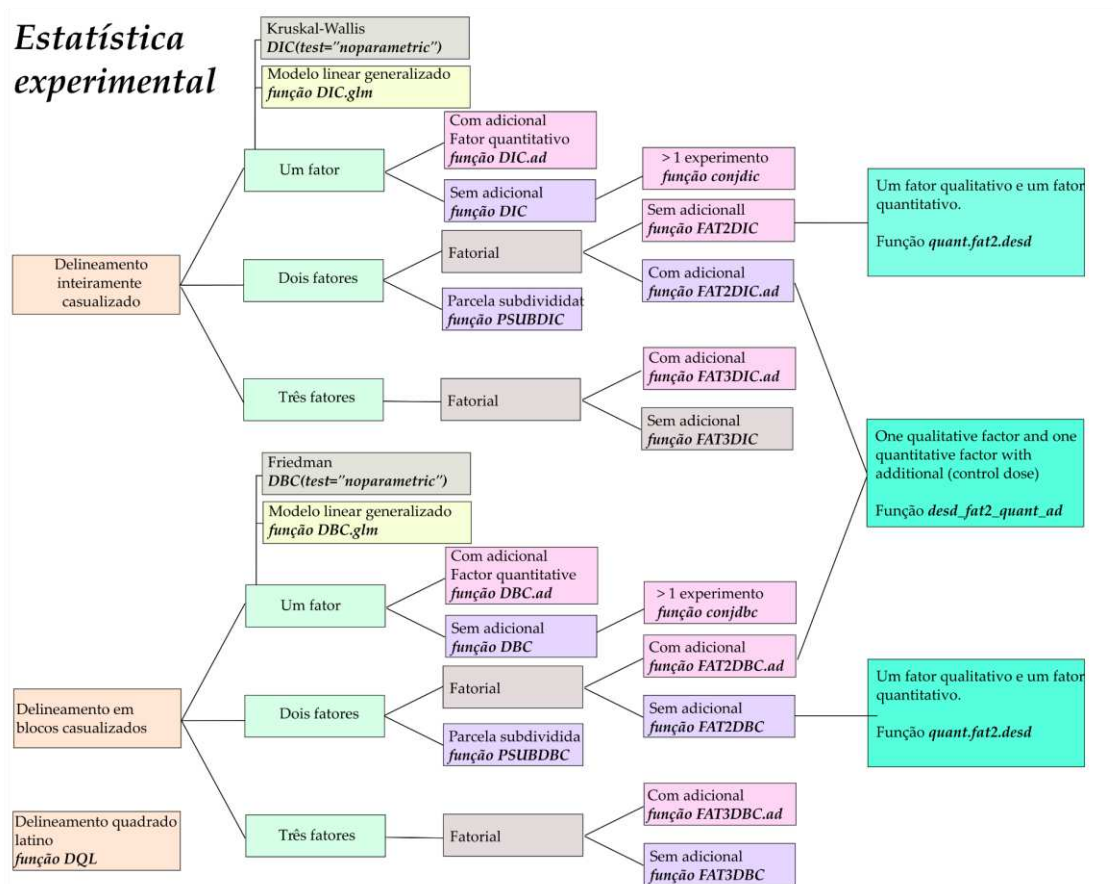 Estatística
experimental
Kruskal-Wallis
DIC(test="noparametric")
Modelo linear generalizado
função DIC.glm
Com adicional
Fator quantitativo
função DIC.ad
Um fator
> 1 experimento
função conjdic
Sem adicional
função DIC
Um fator qualitativo e um fator
quantitativo.
Função quant.fat2.desd
Sem adicionall
função FAT2DIC
Fatorial
Delineamento
inteiramente
casualizado
Dois fatores
Com adicional
função FAT2DIC.ad
Parcela subdivididat
função PSUBDIC
Com adicional
função FAT3DIC.ad
Três fatores
Fatorial
Sem adicional
função FAT3DIC
One qualitative factor and one
quantitative factor with
additional (control dose)
Função desd_fat2_quant_ad
Friedman
DBC(test="noparametric")
Modelo linear generalizado
função DBC.glm
Com adicional
Factor quantitative
função DBC.ad
Um fator
> 1 experimento
função conjdbc
Sem adicional
função DBC
Com adicional
função FAT2DBC.ad
Fatorial
Um fator qualitativo e um fator
quantitativo.
Função quant.fat2.desd
Delineamento em
blocos casualizados
Dois fatores
Sem adicional
função FAT2DBC
Parcela subdividida
função PSUBDBC
Com adicional
função FAT3DBC.ad
Delineamento quadrado
latino
função DQL
Três fatores
Fatorial
Sem adicional
função FAT3DBC